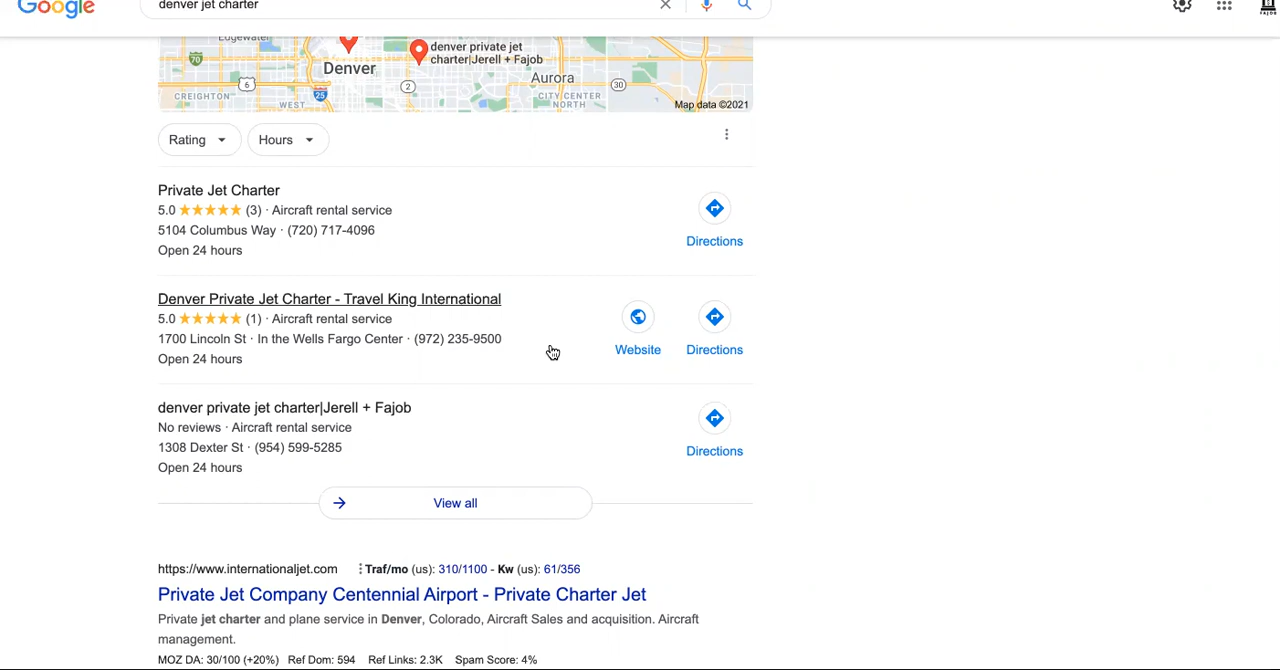 Google
denver jet charter
Edgewater
70
denver private jet
charter|Jerell + Fajob
Denver
Aurora
6
2
30
CREIGHTON
25
WEST
CITY CENTER
NORTH
Map data ©2021
Rating
Hours
Private Jet Charter
5.0 ★★★★★ (3) · Aircraft rental service
5104 Columbus Way · (720) 717-4096
Open 24 hours
Directions
Denver Private Jet Charter - Travel King International
5.0 ★★★★★ (1) · Aircraft rental service
1700 Lincoln St · In the Wells Fargo Center · (972) 235-9500
Open 24 hours
Website
Directions
denver private jet charter|Jerell + Fajob
No reviews · Aircraft rental service
1308 Dexter St · (954) 599-5285
Open 24 hours
Directions
View all
https://www.internationaljet.com Traf/mo (us): 310/1100 - Kw (us): 61/356
Private Jet Company Centennial Airport - Private Charter Jet
Private jet charter and plane service in Denver, Colorado, Aircraft Sales and acquisition. Aircraft
management.
MOZ DA: 30/100 (+20%) Ref Dom: 594 Ref Links: 2.3K Spam Score: 4%